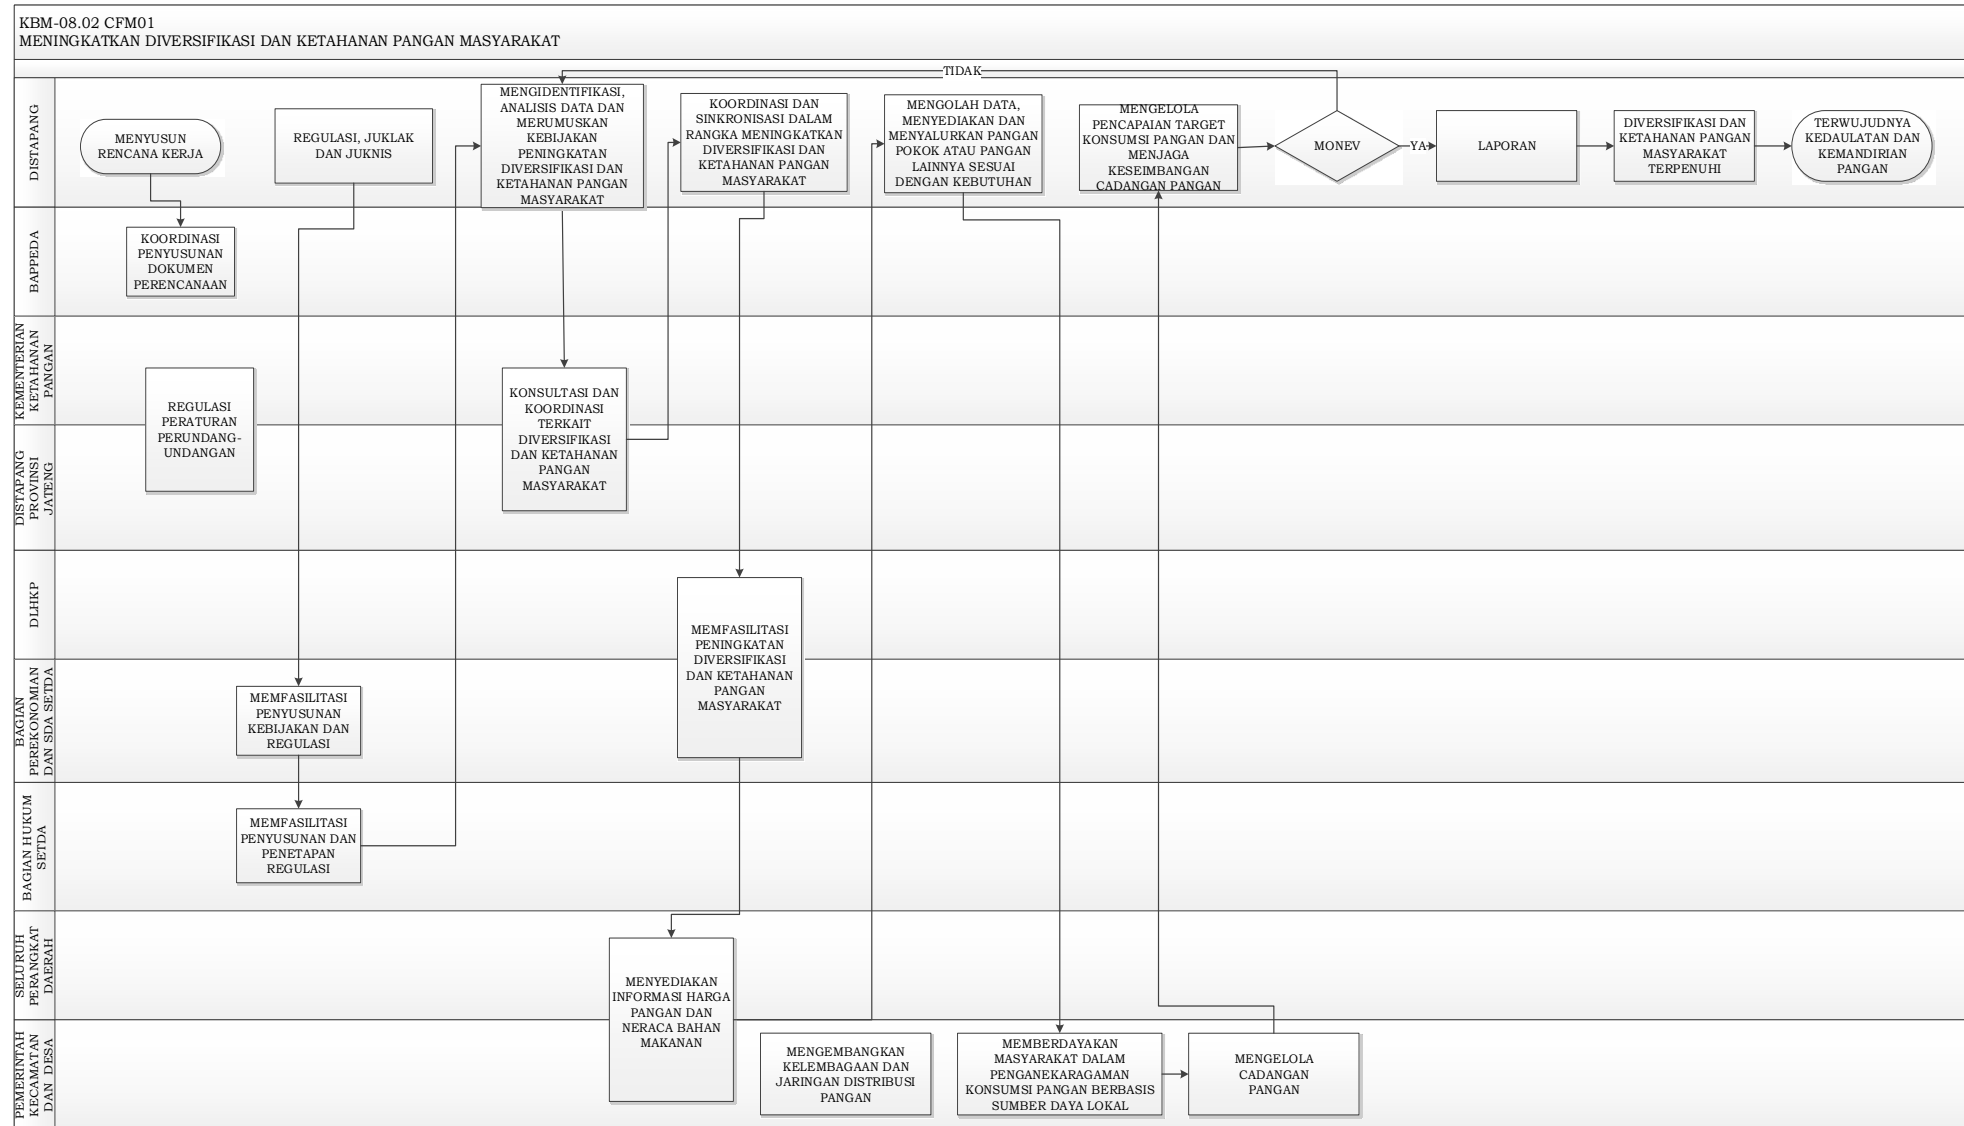 KBM-08.02 CFM01
MENINGKATKAN DIVERSIFIKASI DAN KETAHANAN PANGAN MASYARAKAT
TIDAK
DISTAPANG
MENYUSUN
RENCANA KERJA
REGULASI, JUKLAK
DAN JUKNIS
MENGIDENTIFIKASI,
ANALISIS DATA DAN
MERUMUSKAN
KEBIJAKAN
PENINGKATAN
DIVERSIFIKASI DAN
KETAHANAN PANGAN
MASYARAKAT
KOORDINASI DAN
SINKRONISASI DALAM
RANGKA MENINGKATKAN
DIVERSIFIKASI DAN
KETAHANAN PANGAN
MASYARAKAT
MENGOLAH DATA,
MENYEDIAKAN DAN
MENYALURKAN PANGAN
POKOK ATAU PANGAN
LAINNYA SESUAI
DENGAN KEBUTUHAN
MENGELOLA
PENCAPAIAN TARGET
KONSUMSI PANGAN DAN
MENJAGA
KESEIMBANGAN
CADANGAN PANGAN
MONEV
YA
LAPORAN
DIVERSIFIKASI DAN
KETAHANAN PANGAN
MASYARAKAT
TERPENUHI
TERWUJUDNYA
KEDAULATAN DAN
KEMANDIRIAN
PANGAN
BAPPEDA
KOORDINASI
PENYUSUNAN
DOKUMEN
PERENCANAAN
KEMENTERIAN
KETAHANAN
PANGAN
REGULASI
PERATURAN
PERUNDANG-
UNDANGAN
KONSULTASI DAN
KOORDINASI
TERKAIT
DIVERSIFIKASI
DAN KETAHANAN
PANGAN
MASYARAKAT
DISTAPANG
PROVINSI
JATENG
DLHKP
MEMFASILITASI
PENINGKATAN
DIVERSIFIKASI
DAN KETAHANAN
PANGAN
MASYARAKAT
BAGIAN
PEREKONOMIAN
DAN SDA SETDA
MEMFASILITASI
PENYUSUNAN
KEBIJAKAN DAN
REGULASI
BAGIAN HUKUM
SETDA
MEMFASILITASI
PENYUSUNAN DAN
PENETAPAN
REGULASI
SELURUH
PERANGKAT
DAERAH
MENYEDIAKAN
INFORMASI HARGA
PANGAN DAN
NERACA BAHAN
MAKANAN
PEMERINTAH
KECAMATAN
DAN DESA
MENGEMBANGKAN
KELEMBAGAAN DAN
JARINGAN DISTRIBUSI
PANGAN
MEMBERDAYAKAN
MASYARAKAT DALAM
PENGANEKARAGAMAN
KONSUMSI PANGAN BERBASIS
SUMBER DAYA LOKAL
MENGELOLA
CADANGAN
PANGAN